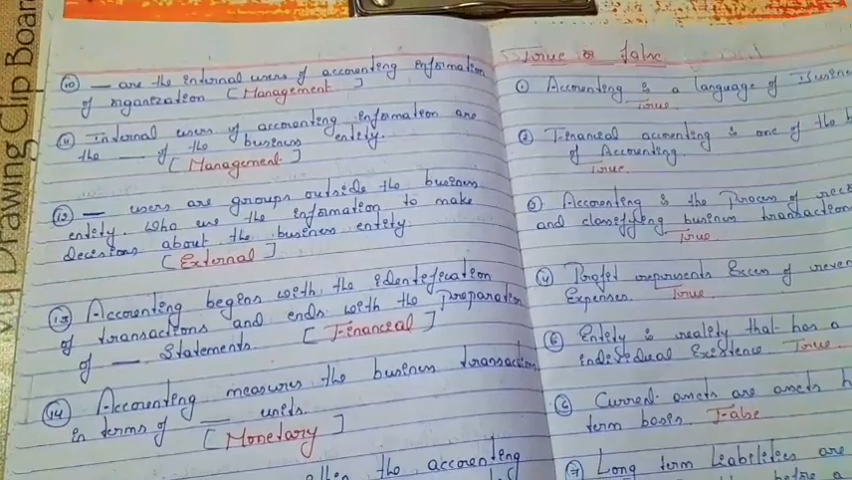 Drawing Clip Board
⑩ — are the internal users of accounting information
of organization [Management]
⑪ Internal users of accounting information are
the — of the business entity.
[Management]
⑫ — users are groups outside the business
entity. Who use the information to make
decisions about the business entity.
[External]
⑬ Accounting begins with the identification
of transactions and ends with the Preparation
of — Statements. [Financial]
⑭ Accounting measures the business transaction
in terms of — units.
[Monetary]
the accounting
True or false
① Accounting is a language of
True
② Financial accounting is one of the
of Accounting.
True.
③ Accounting is the Process of
and classifying business transaction
True
④ Profit represents Excess of
Expenses. True.
⑤ Entity is reality that has a
individual Existence True.
⑥ Current assets are assets
term basis False
⑦ Long term Liabilities are
before a